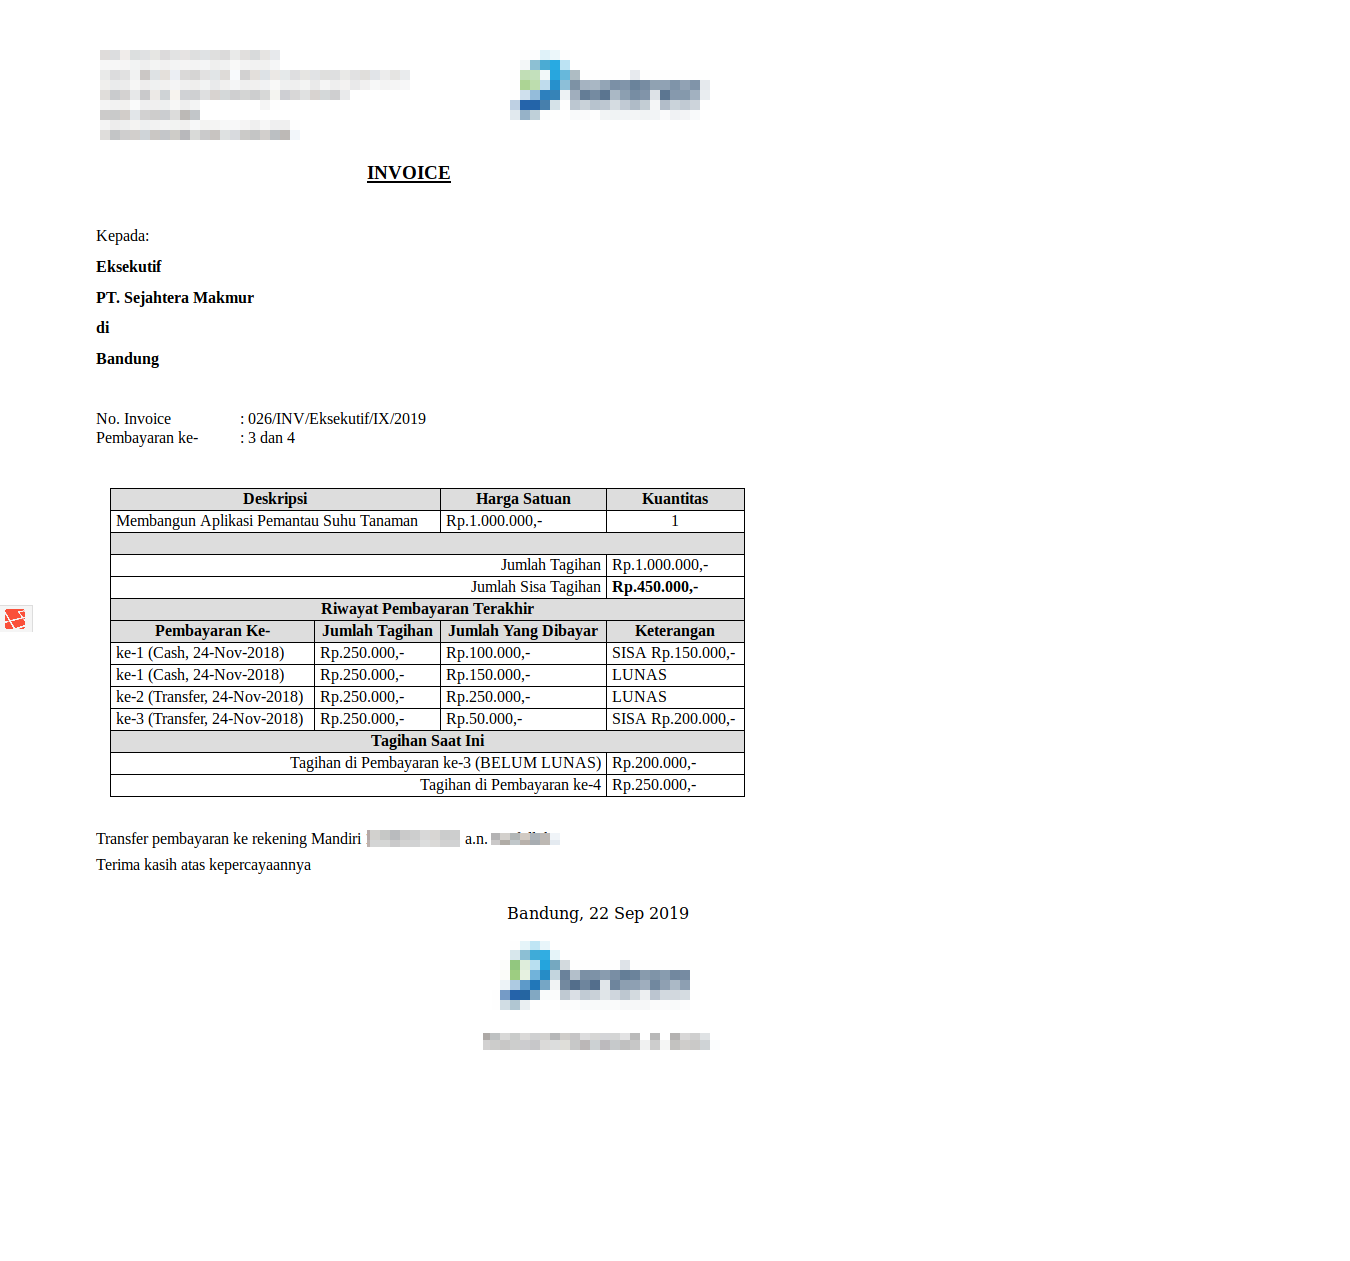 INVOICE
Kepada:
Eksekutif
PT. Sejahtera Makmur
di
Bandung
No. Invoice : 026/INV/Eksekutif/IX/2019
Pembayaran ke- : 3 dan 4
Deskripsi Harga Satuan Kuantitas
Membangun Aplikasi Pemantau Suhu Tanaman Rp.1.000.000,- 1
Jumlah Tagihan Rp.1.000.000,-
Jumlah Sisa Tagihan Rp.450.000,-
Riwayat Pembayaran Terakhir
Pembayaran Ke- Jumlah Tagihan Jumlah Yang Dibayar Keterangan
ke-1 (Cash, 24-Nov-2018) Rp.250.000,- Rp.100.000,- SISA Rp.150.000,-
ke-1 (Cash, 24-Nov-2018) Rp.250.000,- Rp.150.000,- LUNAS
ke-2 (Transfer, 24-Nov-2018) Rp.250.000,- Rp.250.000,- LUNAS
ke-3 (Transfer, 24-Nov-2018) Rp.250.000,- Rp.50.000,- SISA Rp.200.000,-
Tagihan Saat Ini
Tagihan di Pembayaran ke-3 (BELUM LUNAS) Rp.200.000,-
Tagihan di Pembayaran ke-4 Rp.250.000,-
Transfer pembayaran ke rekening Mandiri a.n.
Terima kasih atas kepercayaannya
Bandung, 22 Sep 2019